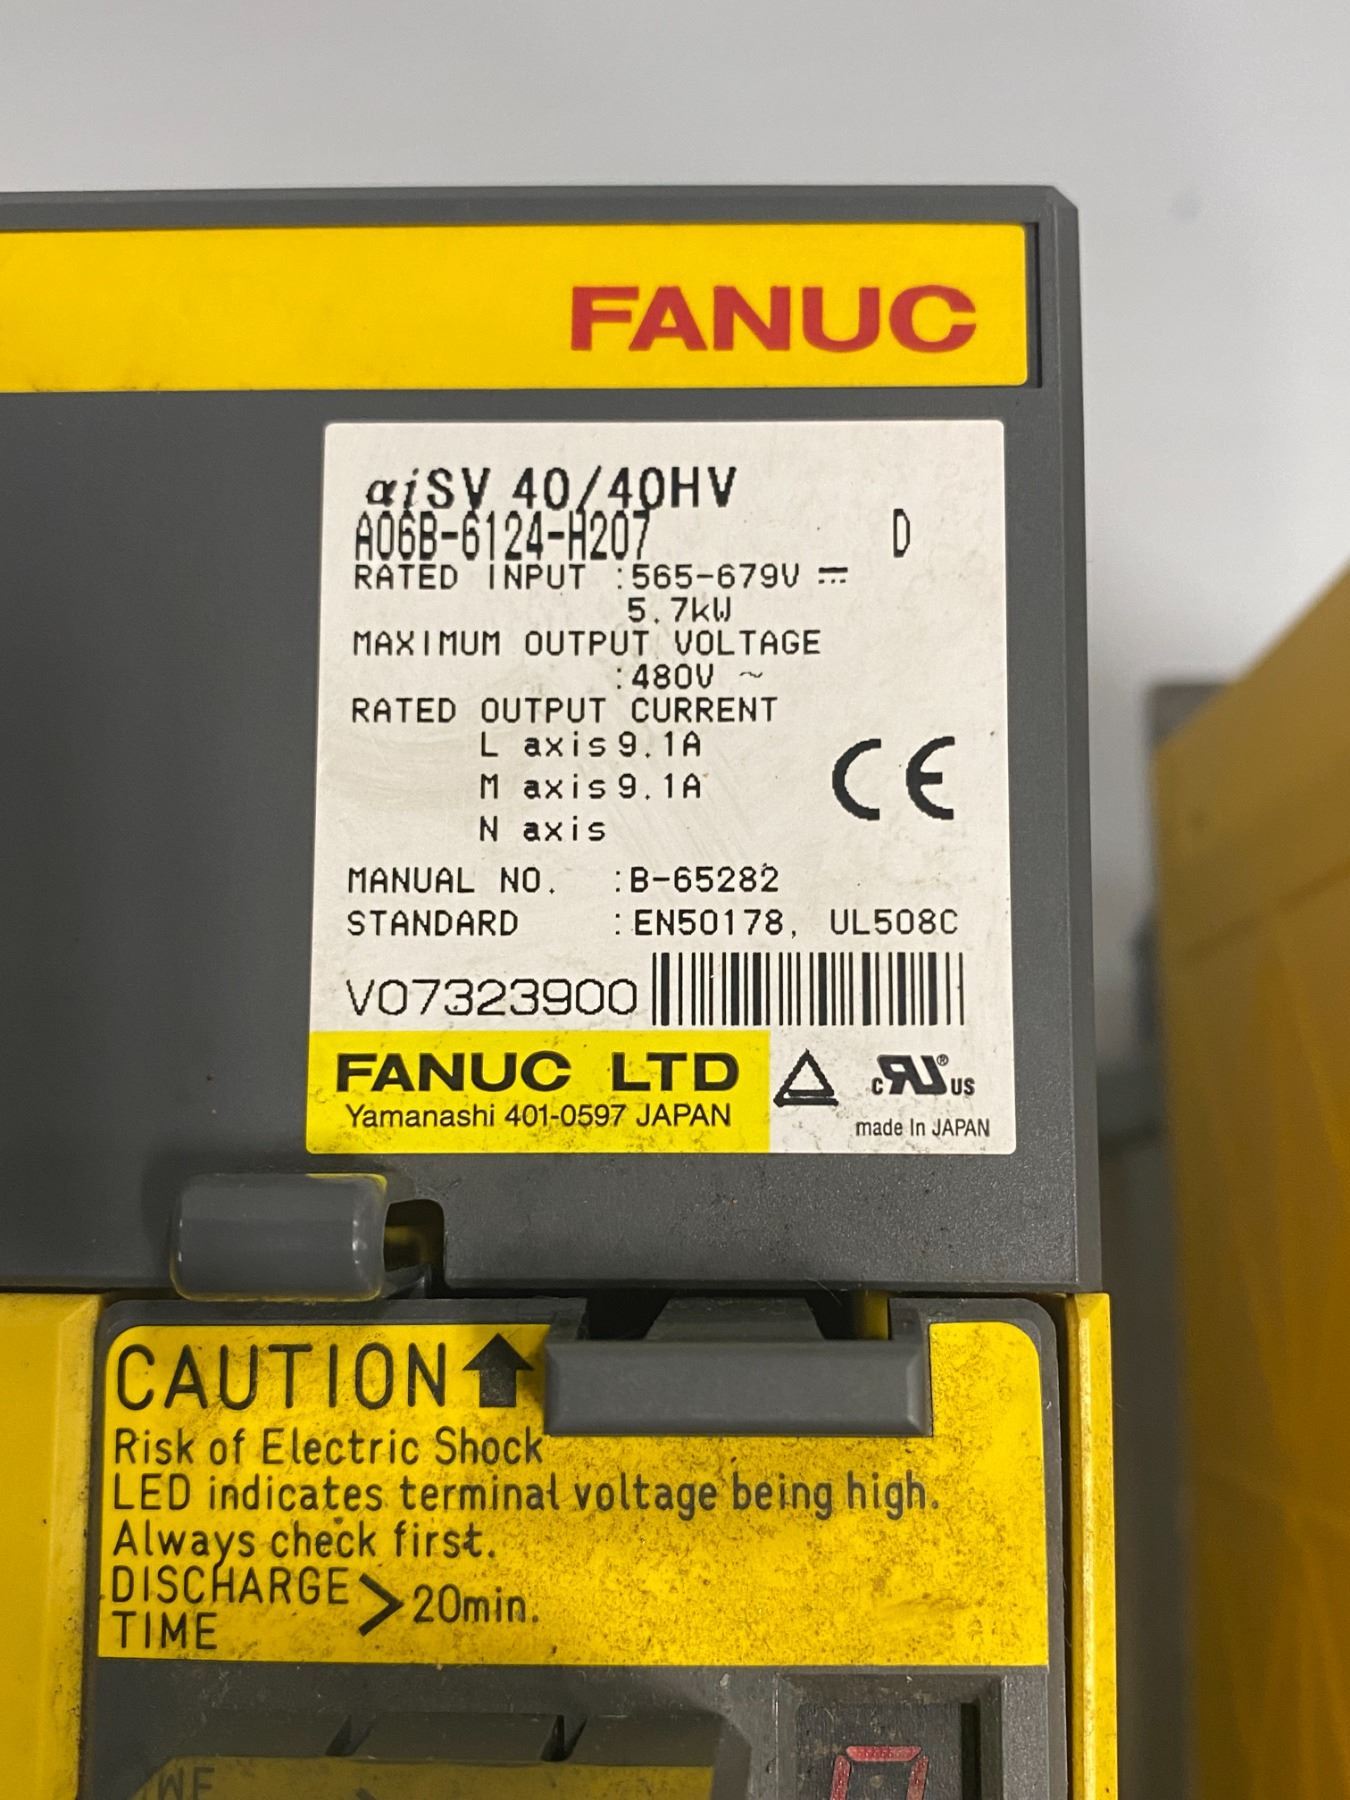 FANUC
αiSV 40/40HV
A06B-6124-H207 D
RATED INPUT :565-679V ⎓
5.7kW
MAXIMUM OUTPUT VOLTAGE
:480V ~
RATED OUTPUT CURRENT
L axis 9.1A
M axis 9.1A
N axis
CE
MANUAL NO. :B-65282
STANDARD :EN50178, UL508C
V07323900
FANUC LTD
Yamanashi 401-0597 JAPAN
c RU ® US
made In JAPAN
CAUTION
Risk of Electric Shock
LED indicates terminal voltage being high.
Always check first.
DISCHARGE
TIME > 20min.